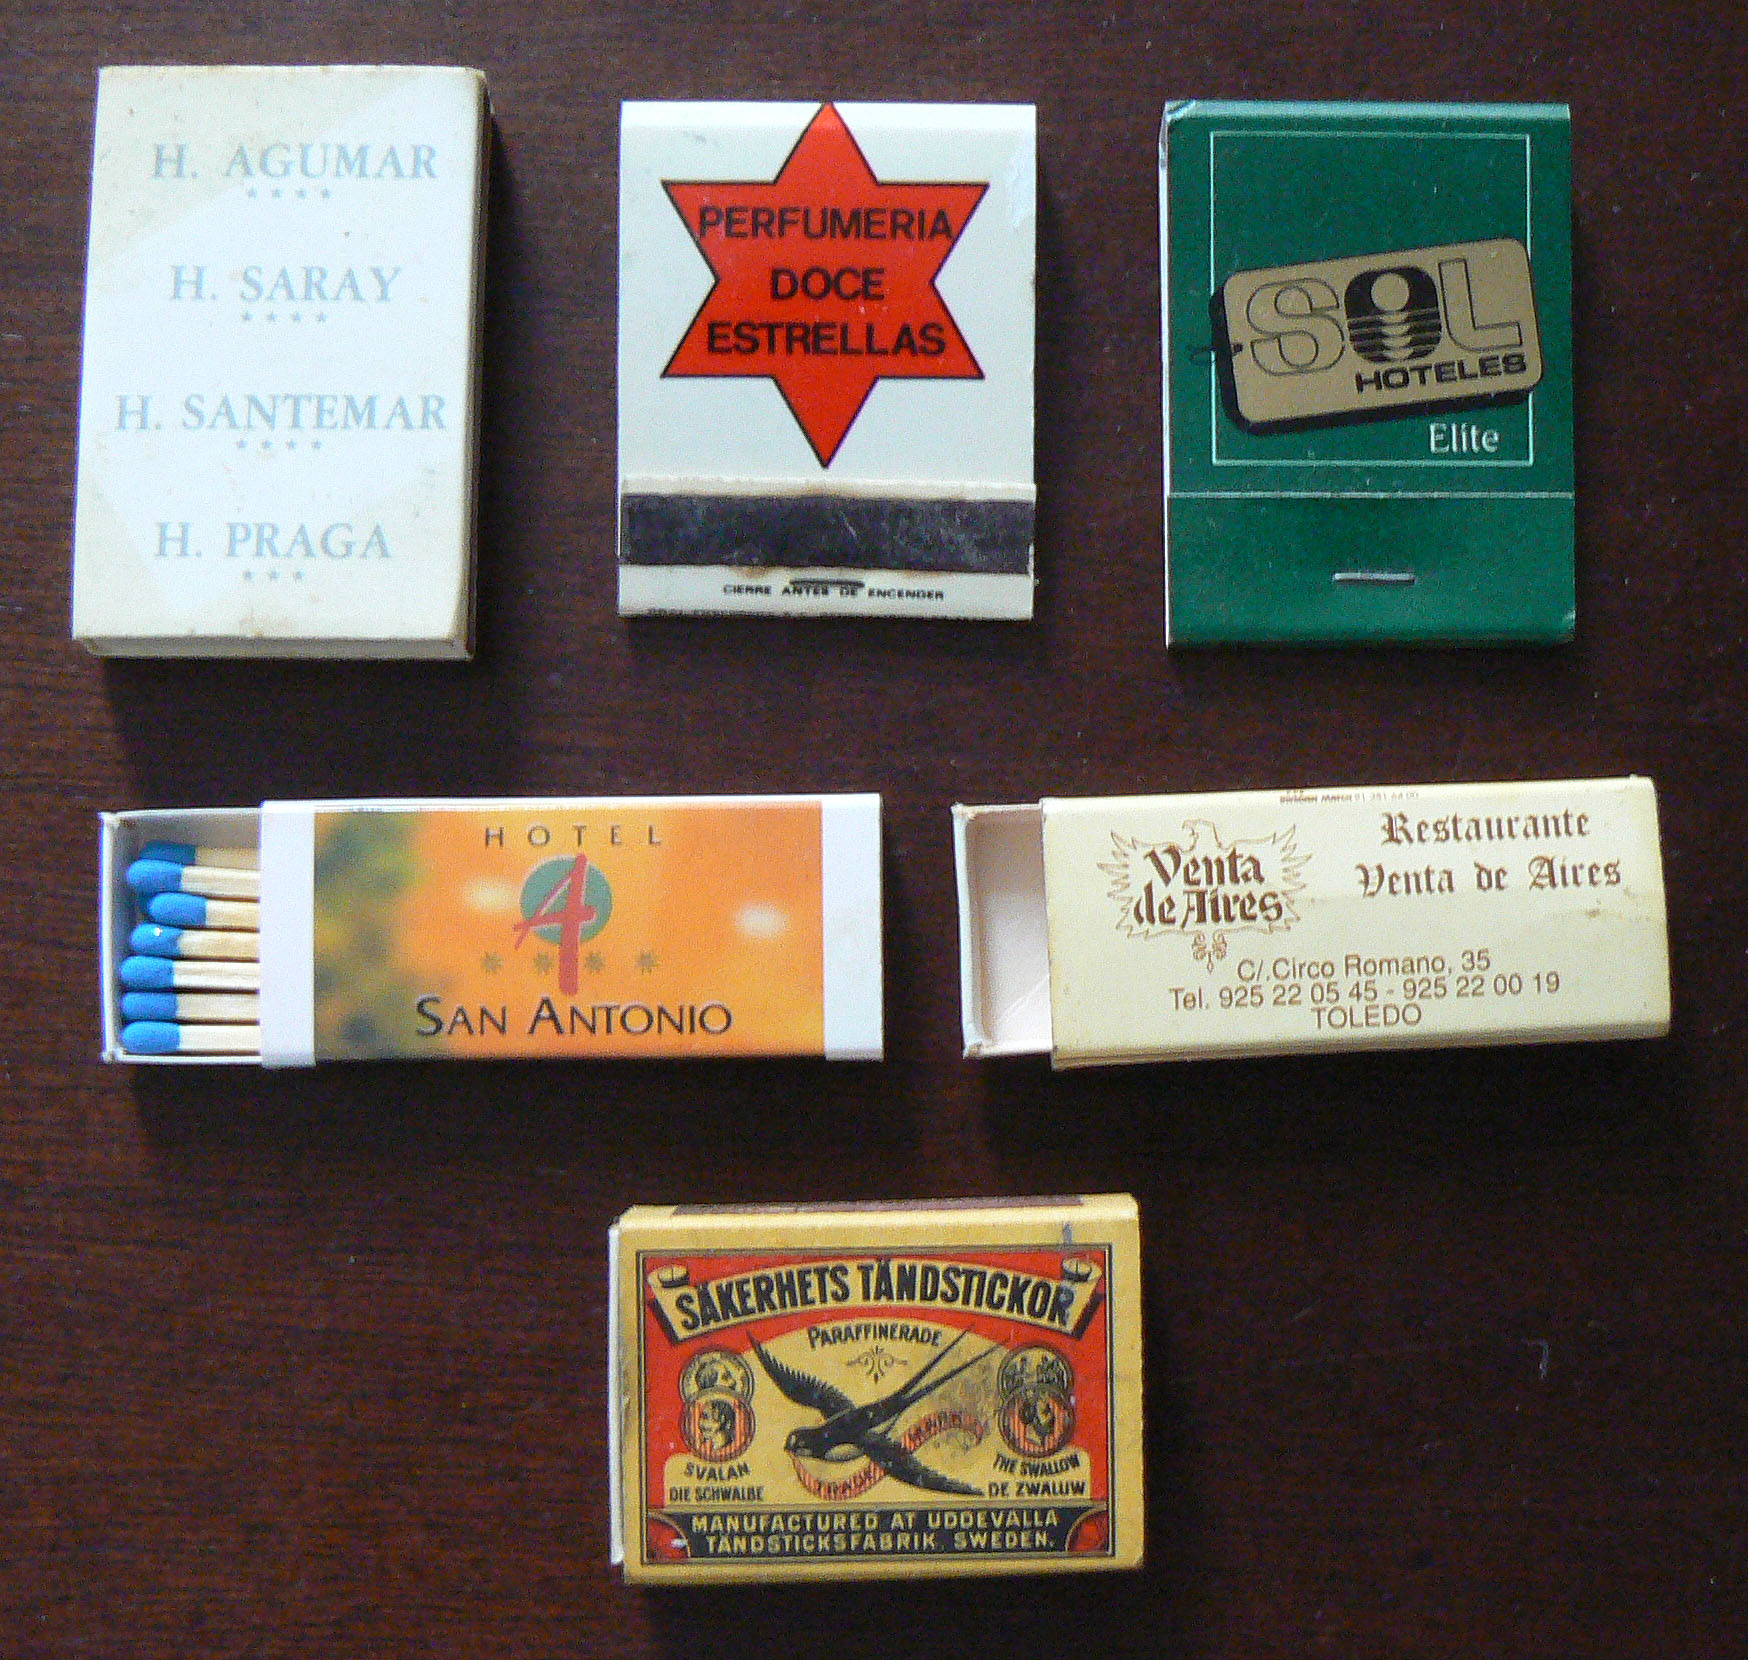 H. AGUMAR
****
H. SARAY
****
H. SANTEMAR
****
H. PRAGA
***
PERFUMERIA
DOCE
ESTRELLAS
CIERRE ANTES DE ENCENDER
SOL
HOTELES
Elite
HOTEL
4
****
SAN ANTONIO
Venta
de Aires
Restaurante
Venta de Aires
C/.Circo Romano, 35
Tel. 925 22 05 45 - 925 22 00 19
TOLEDO
SÄKERHETS TÄNDSTICKOR
PARAFFINERADE
SVALAN
DIE SCHWALBE
THE SWALLOW
DE ZWALUW
MANUFACTURED AT UDDEVALLA
TÄNDSTICKSFABRIK, SWEDEN.